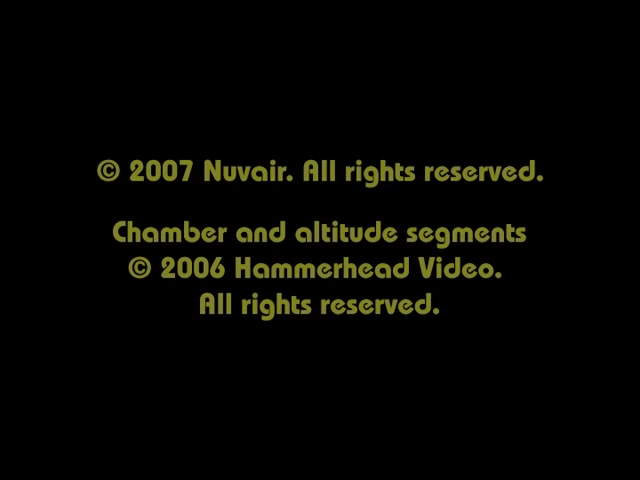 © 2007 Nuvair. All rights reserved.
Chamber and altitude segments
© 2006 Hammerhead Video.
All rights reserved.